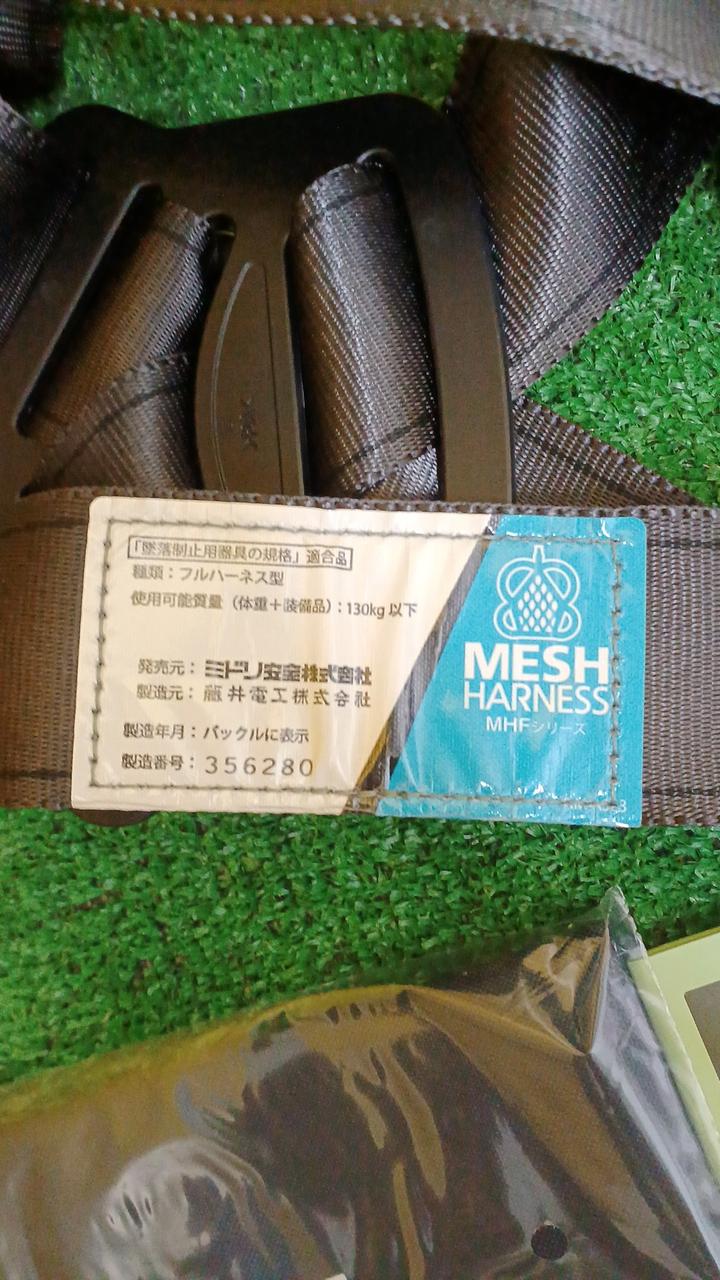 「墜落制止用器具の規格」適合品
種類：フルハーネス型
使用可能質量（体重＋装備品）：130kg 以下
発売元：ミドリ安全株式会社
製造元：藤井電工株式会社
製造年月：バックルに表示
製造番号：356280
MESH
HARNESS
MHFシリーズ